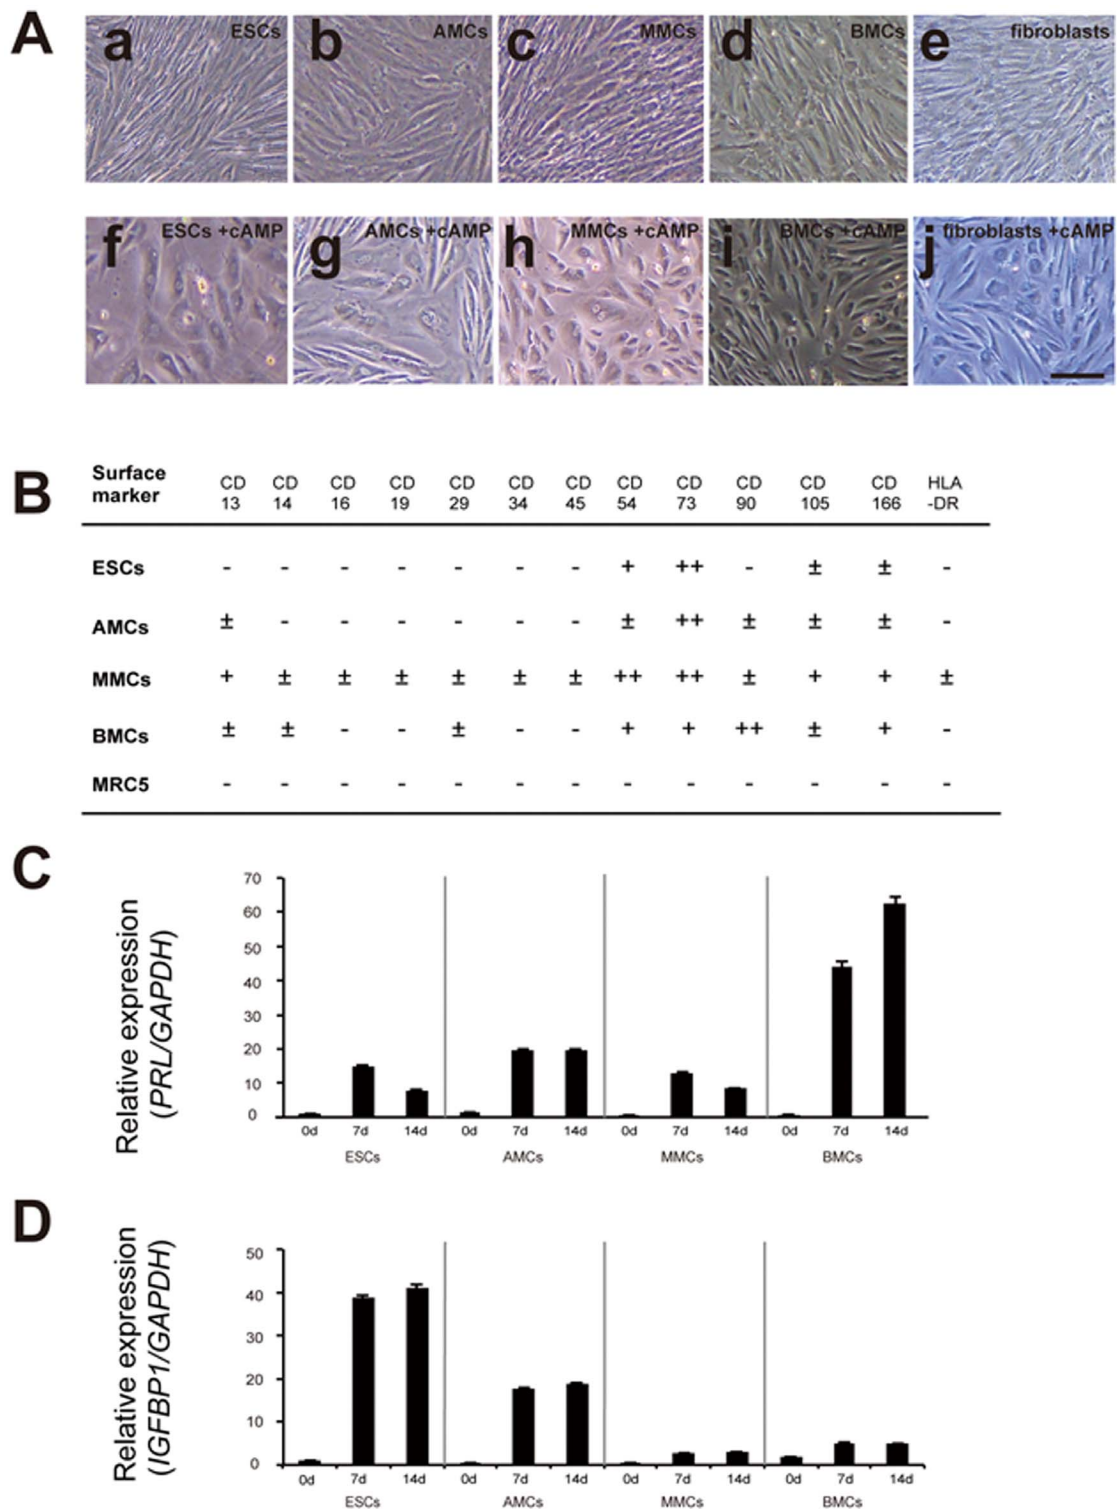 A
a ESCs
b AMCs
c MMCs
d BMCs
e fibroblasts
f ESCs +cAMP
g AMCs +cAMP
h MMCs +cAMP
i BMCs +cAMP
j fibroblasts +cAMP
B
Surface
marker
CD CD CD CD CD CD CD CD CD CD CD CD HLA
13 14 16 19 29 34 45 54 73 90 105 166 -DR
ESCs - - - - - - - + ++ - ± ± -
AMCs ± - - - - - - ± ++ ± ± ± -
MMCs + ± ± ± ± ± ± ++ ++ ± + + ±
BMCs ± ± - - ± - - + + ++ ± + -
MRC5 - - - - - - - - - - - - -
C
Relative expression
(PRL/GAPDH)
70
60
50
40
30
20
10
0
0d 7d 14d 0d 7d 14d 0d 7d 14d 0d 7d 14d
ESCs AMCs MMCs BMCs
D
Relative expression
(IGFBP1/GAPDH)
50
40
30
20
10
0
0d 7d 14d 0d 7d 14d 0d 7d 14d 0d 7d 14d
ESCs AMCs MMCs BMCs